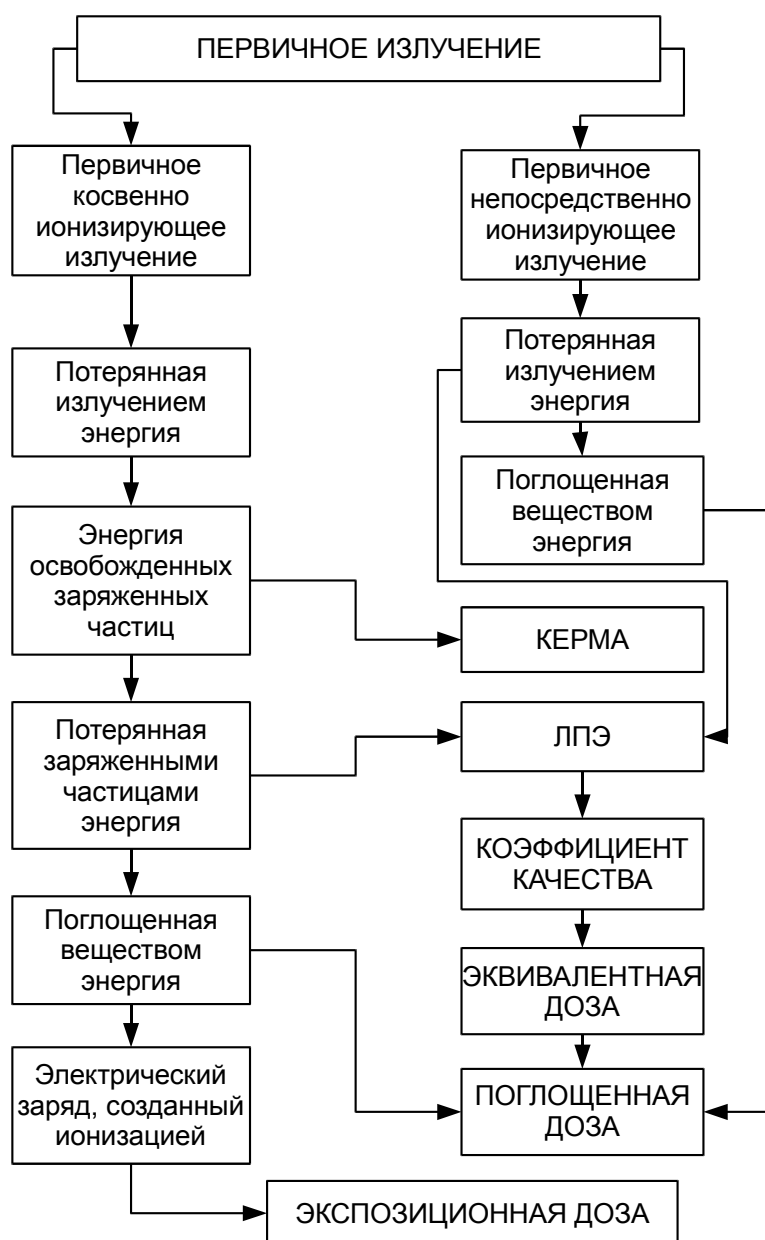 ПЕРВИЧНОЕ ИЗЛУЧЕНИЕ
Первичное
косвенно
ионизирующее
излучение
Потерянная
излучением
энергия
Энергия
освобожденных
заряженных
частиц
Потерянная
заряженными
частицами
энергия
Поглощенная
веществом
энергия
Электрический
заряд, созданный
ионизацией
Первичное
непосредственно
ионизирующее
излучение
Потерянная
излучением
энергия
Поглощенная
веществом
энергия
КЕРМА
ЛПЭ
КОЭФФИЦИЕНТ
КАЧЕСТВА
ЭКВИВАЛЕНТНАЯ
ДОЗА
ПОГЛОЩЕННАЯ
ДОЗА
ЭКСПОЗИЦИОННАЯ ДОЗА